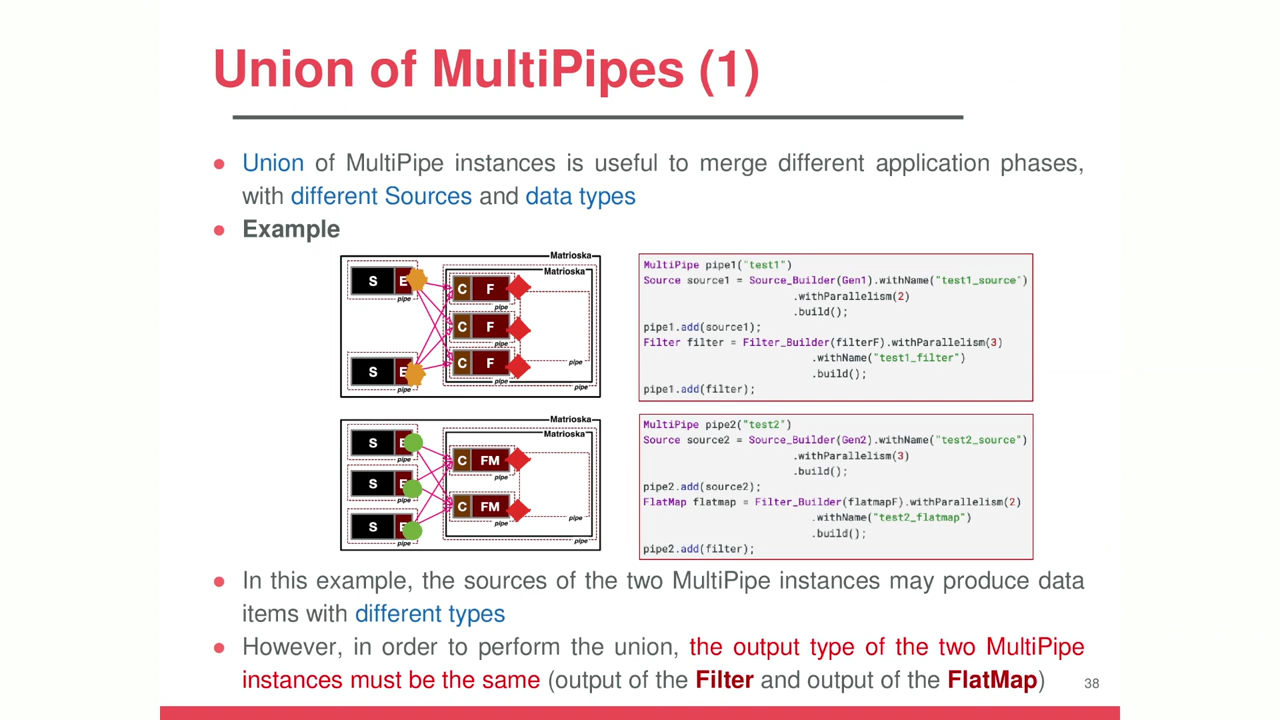 Union of MultiPipes (1)
● Union of MultiPipe instances is useful to merge different application phases,
with different Sources and data types
● Example
Matrioska
Matrioska
S E
pipe
C F
pipe
C F
pipe
C F
pipe
S E
pipe
pipe
pipe
MultiPipe pipe1("test1")
Source source1 = Source_Builder(Gen1).withName("test1_source")
.withParallelism(2)
.build();
pipe1.add(source1);
Filter filter = Filter_Builder(filterF).withParallelism(3)
.withName("test1_filter")
.build();
pipe1.add(filter);
Matrioska
Matrioska
S E
pipe
S E
pipe
S E
pipe
C FM
pipe
C FM
pipe
pipe
pipe
MultiPipe pipe2("test2")
Source source2 = Source_Builder(Gen2).withName("test2_source")
.withParallelism(3)
.build();
pipe2.add(source2);
FlatMap flatmap = Filter_Builder(flatmapF).withParallelism(2)
.withName("test2_flatmap")
.build();
pipe2.add(filter);
● In this example, the sources of the two MultiPipe instances may produce data
items with different types
● However, in order to perform the union, the output type of the two MultiPipe
instances must be the same (output of the Filter and output of the FlatMap)
38